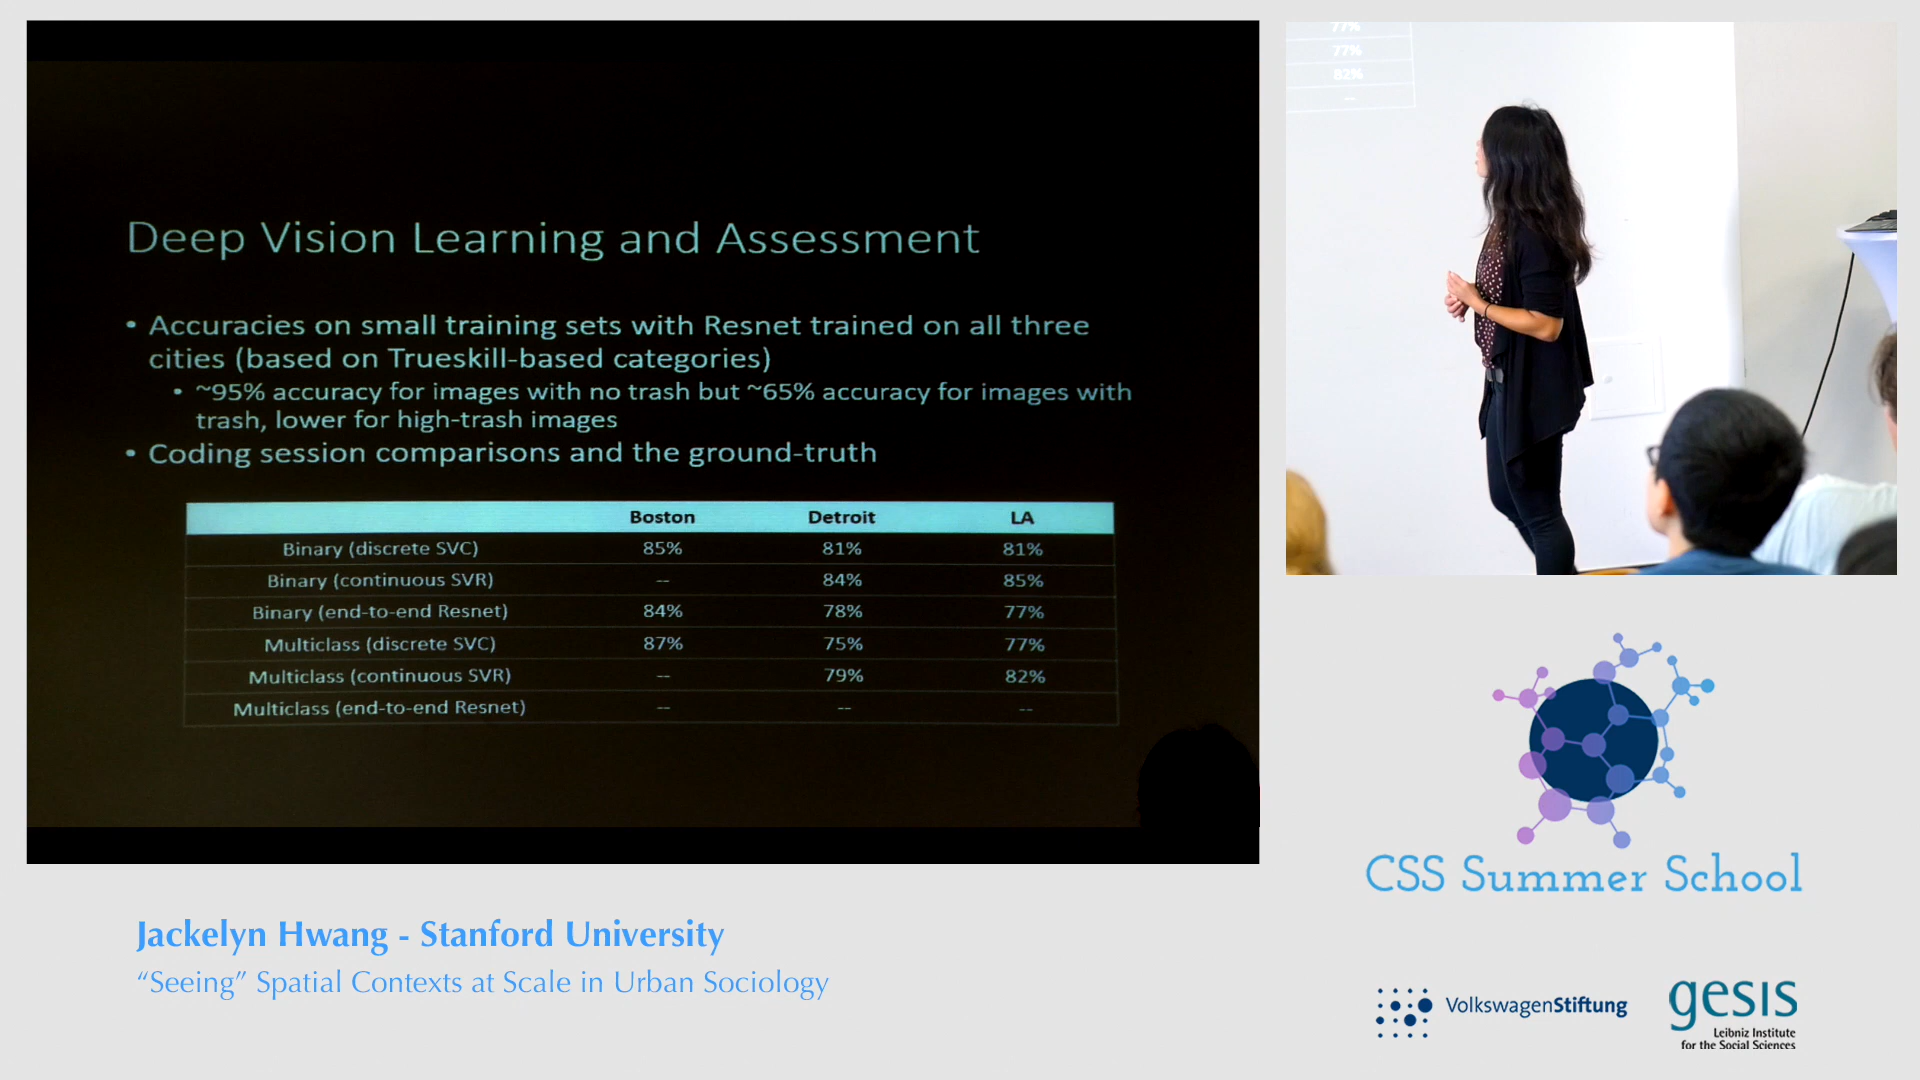 Deep Vision Learning and Assessment
• Accuracies on small training sets with Resnet trained on all three
cities (based on Trueskill-based categories)
• ~95% accuracy for images with no trash but ~65% accuracy for images with
trash, lower for high-trash images
• Coding session comparisons and the ground-truth
Boston Detroit LA
Binary (discrete SVC) 85% 81% 81%
Binary (continuous SVR) -- 84% 85%
Binary (end-to-end Resnet) 84% 78% 77%
Multiclass (discrete SVC) 87% 75% 77%
Multiclass (continuous SVR) -- 79% 82%
Multiclass (end-to-end Resnet) -- -- --
77%
77%
82%
--
CSS Summer School
Jackelyn Hwang - Stanford University
“Seeing” Spatial Contexts at Scale in Urban Sociology
VolkswagenStiftung
gesis
Leibniz Institute
for the Social Sciences